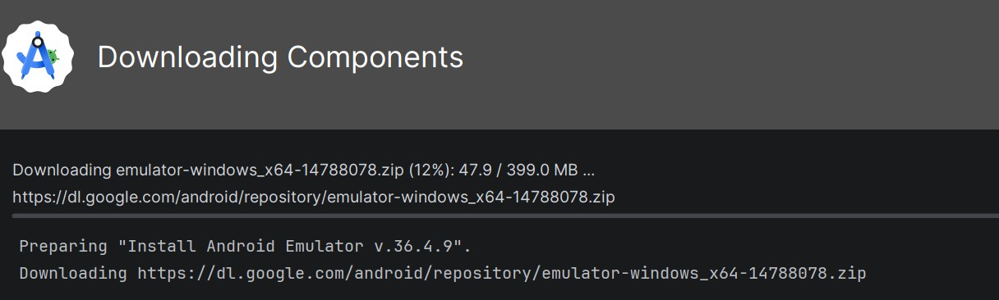 Downloading Components
Downloading emulator-windows_x64-14788078.zip (12%): 47.9 / 399.0 MB ...
https://dl.google.com/android/repository/emulator-windows_x64-14788078.zip
Preparing "Install Android Emulator v.36.4.9".
Downloading https://dl.google.com/android/repository/emulator-windows_x64-14788078.zip